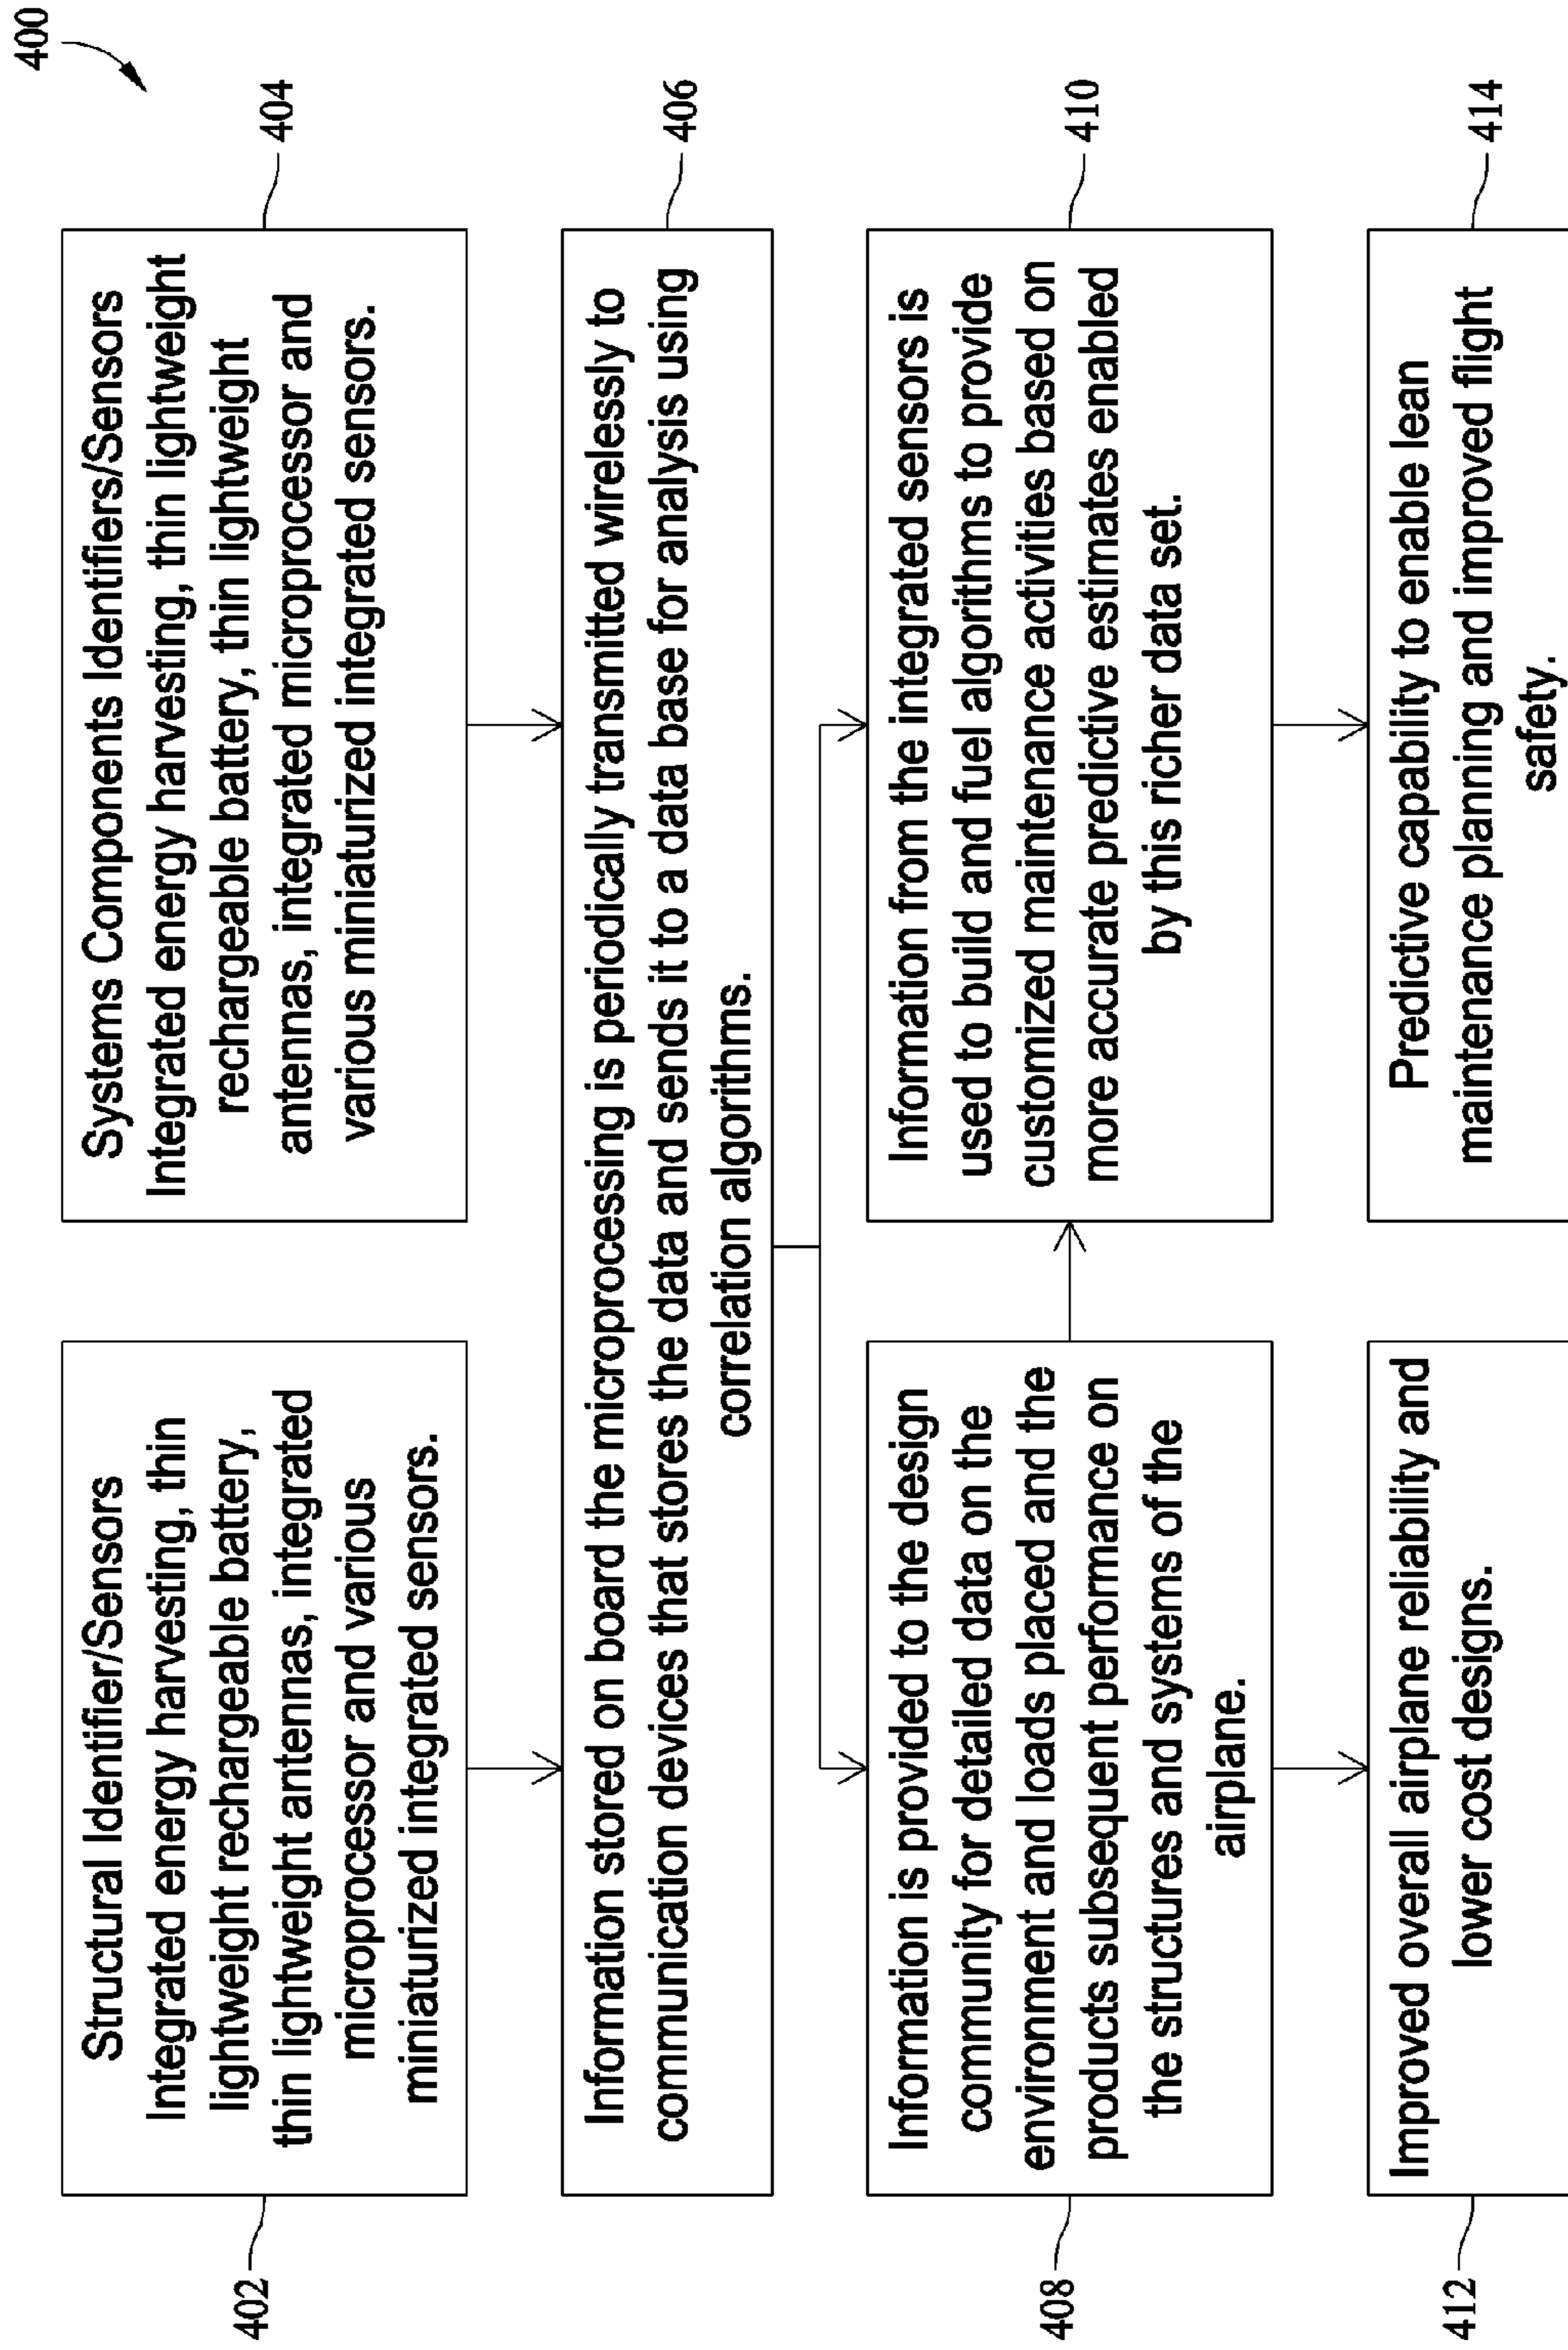 400
402
Structural Identifier/Sensors
Integrated energy harvesting, thin
lightweight rechargeable battery,
thin lightweight antennas, integrated
microprocessor and various
miniaturized integrated sensors.
404
Systems Components Identifiers/Sensors
Integrated energy harvesting, thin lightweight
rechargeable battery, thin lightweight
antennas, integrated microprocessor and
various miniaturized integrated sensors.
406
Information stored on board the microprocessing is periodically transmitted wirelessly to
communication devices that stores the data and sends it to a data base for analysis using
correlation algorithms.
408
Information is provided to the design
community for detailed data on the
environment and loads placed and the
products subsequent performance on
the structures and systems of the
airplane.
410
Information from the integrated sensors is
used to build and fuel algorithms to provide
customized maintenance activities based on
more accurate predictive estimates enabled
by this richer data set.
412
Improved overall airplane reliability and
lower cost designs.
414
Predictive capability to enable lean
maintenance planning and improved flight
safety.